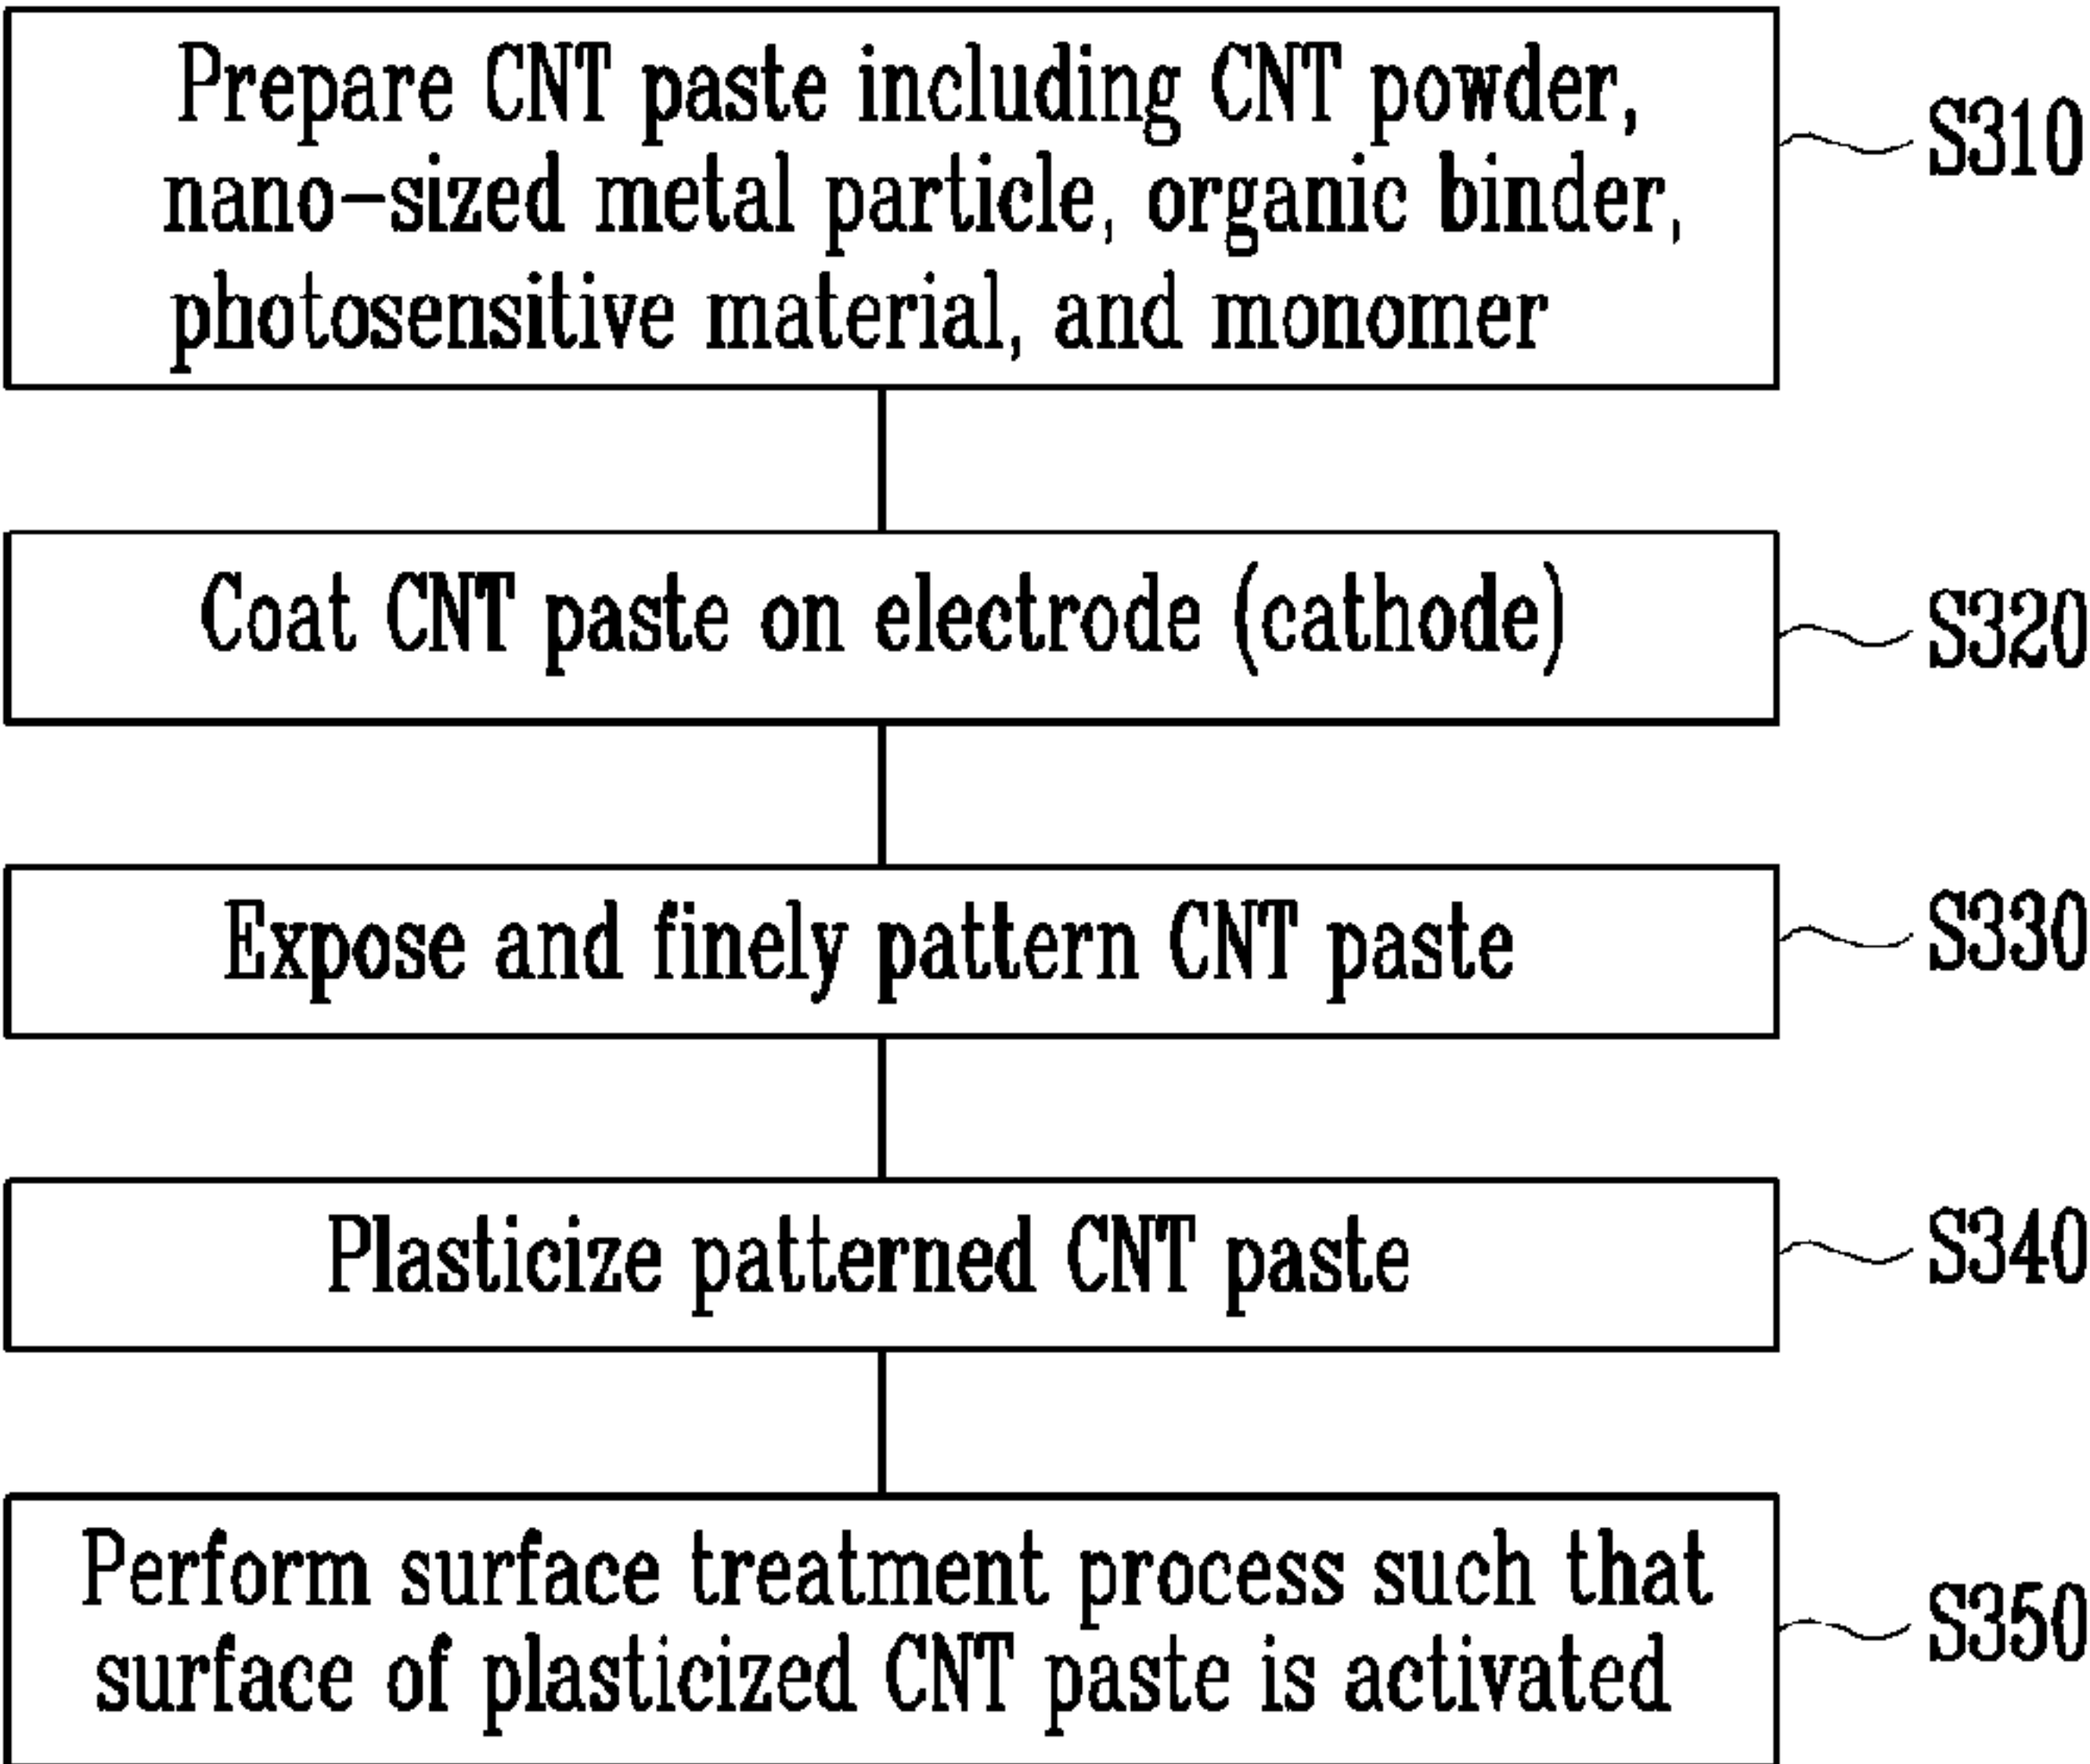 Prepare CNT paste including CNT powder,
nano-sized metal particle, organic binder,
photosensitive material, and monomer
S310
Coat CNT paste on electrode (cathode)
S320
Expose and finely pattern CNT paste
S330
Plasticize patterned CNT paste
S340
Perform surface treatment process such that
surface of plasticized CNT paste is activated
S350